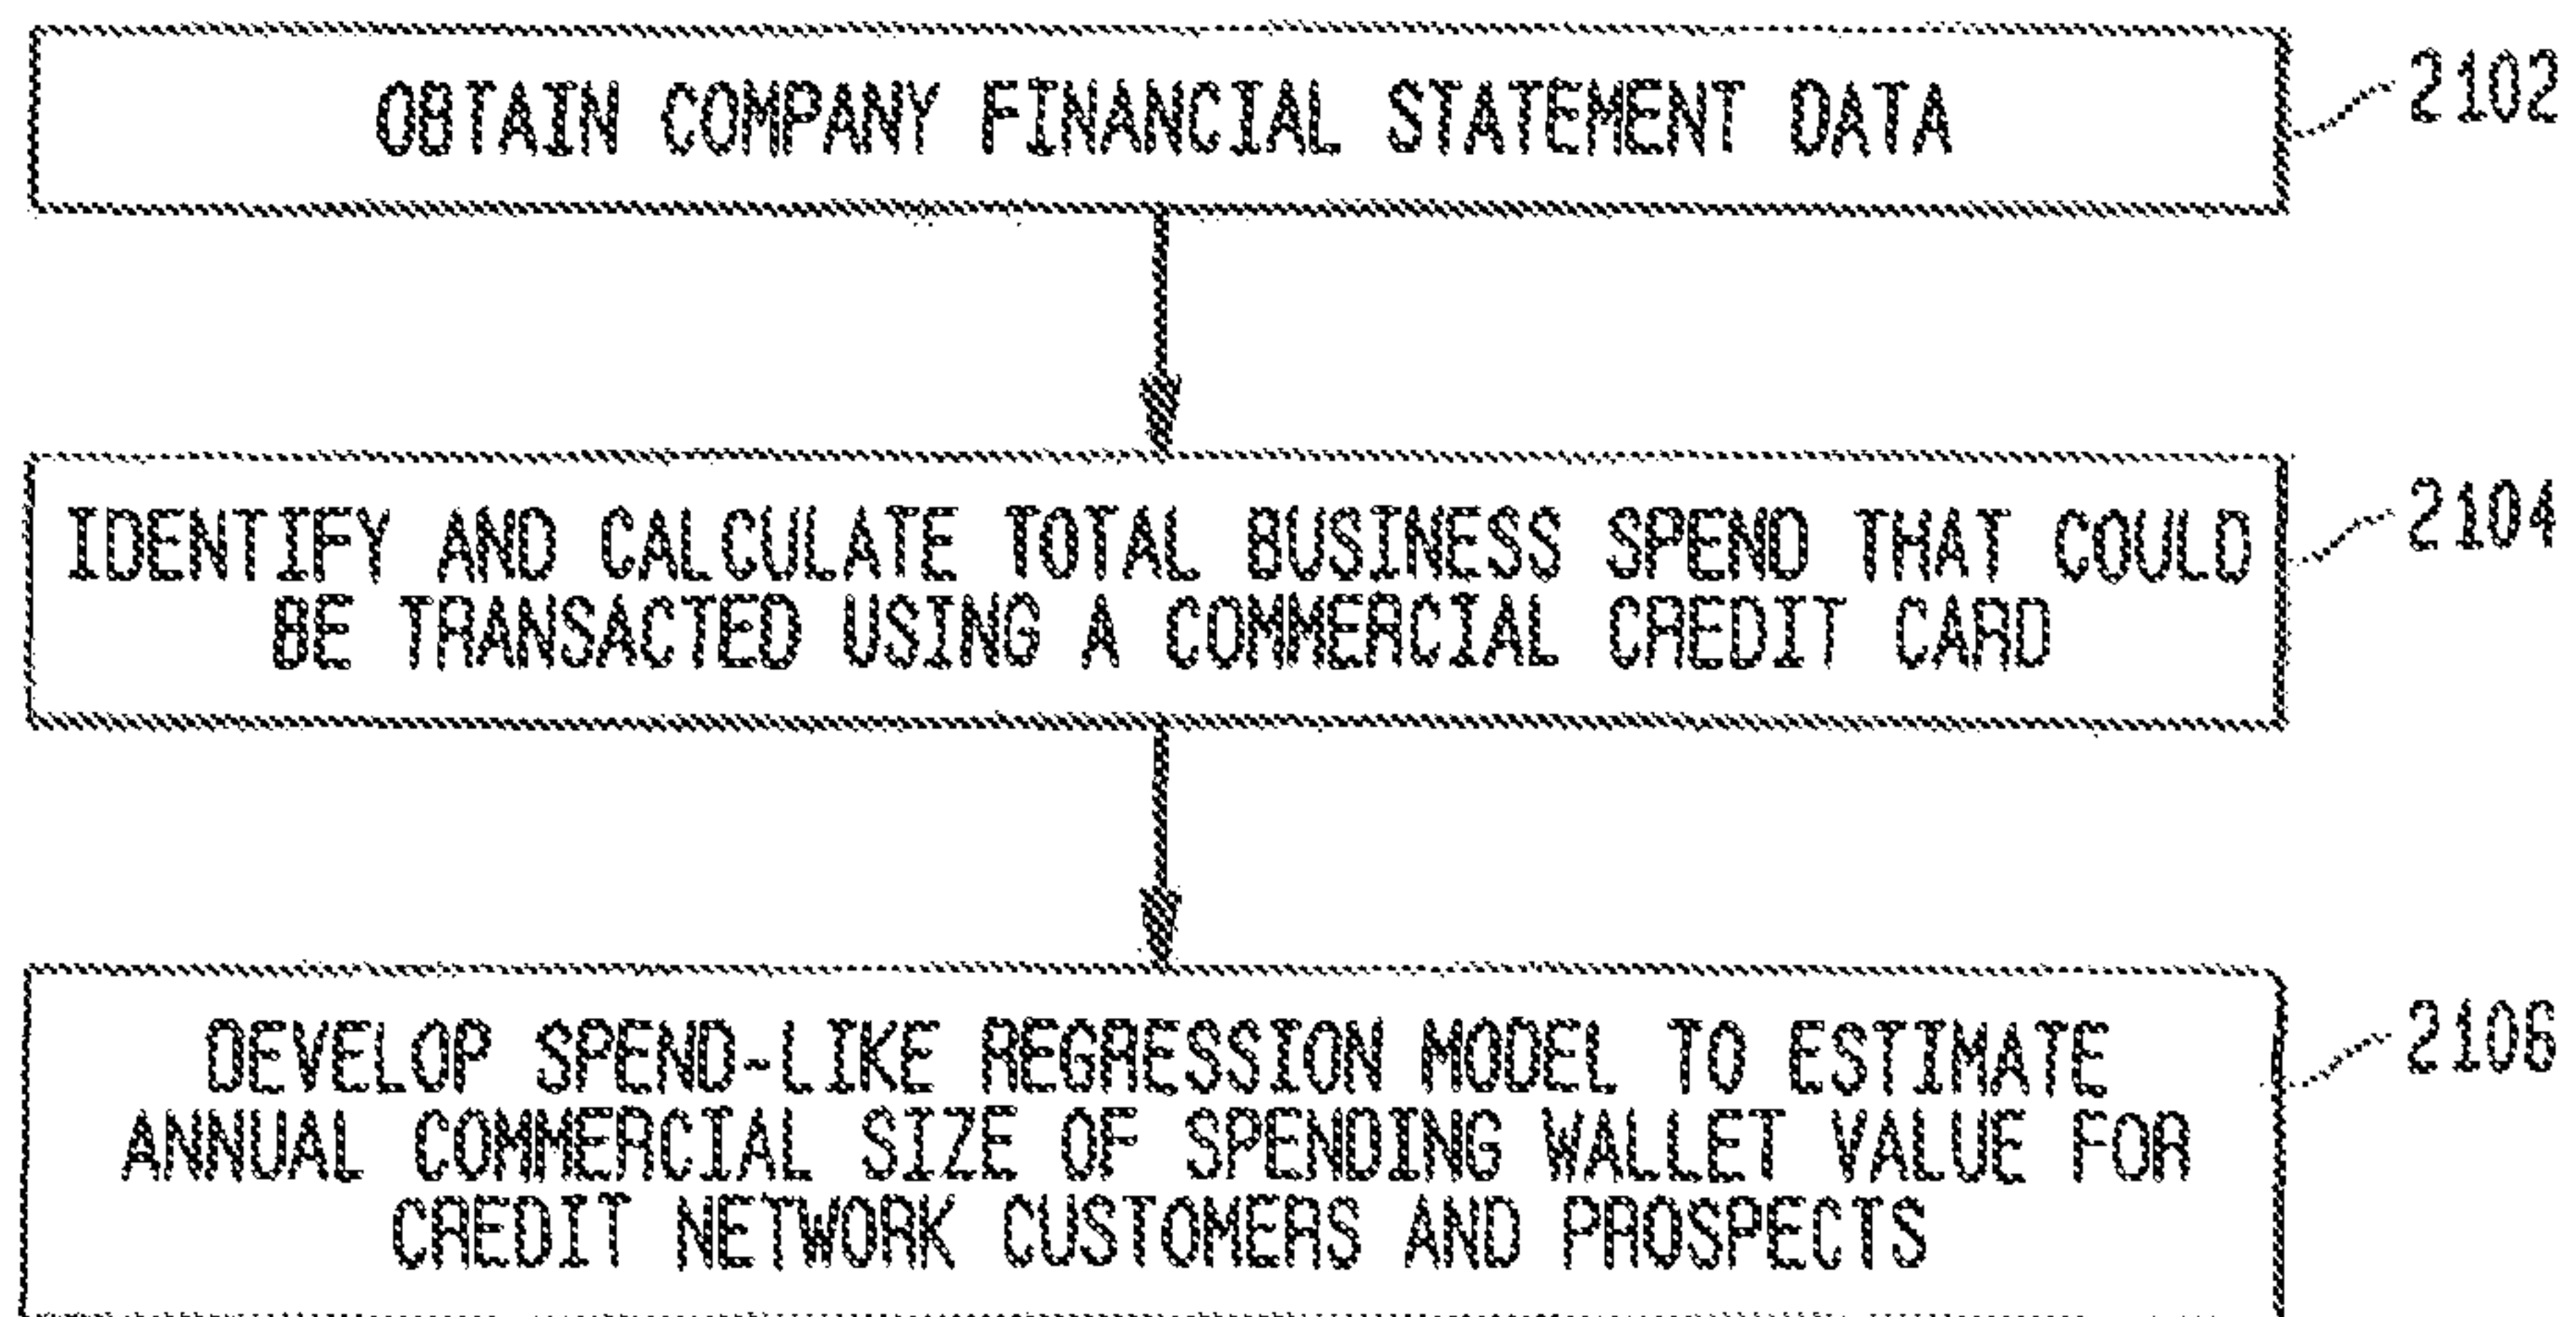 OBTAIN COMPANY FINANCIAL STATEMENT DATA
2102
IDENTIFY AND CALCULATE TOTAL BUSINESS SPEND THAT COULD
BE TRANSACTED USING A COMMERCIAL CREDIT CARD
2104
DEVELOP SPEND-LIKE REGRESSION MODEL TO ESTIMATE
ANNUAL COMMERCIAL SIZE OF SPENDING WALLET VALUE FOR
CREDIT NETWORK CUSTOMERS AND PROSPECTS
2106